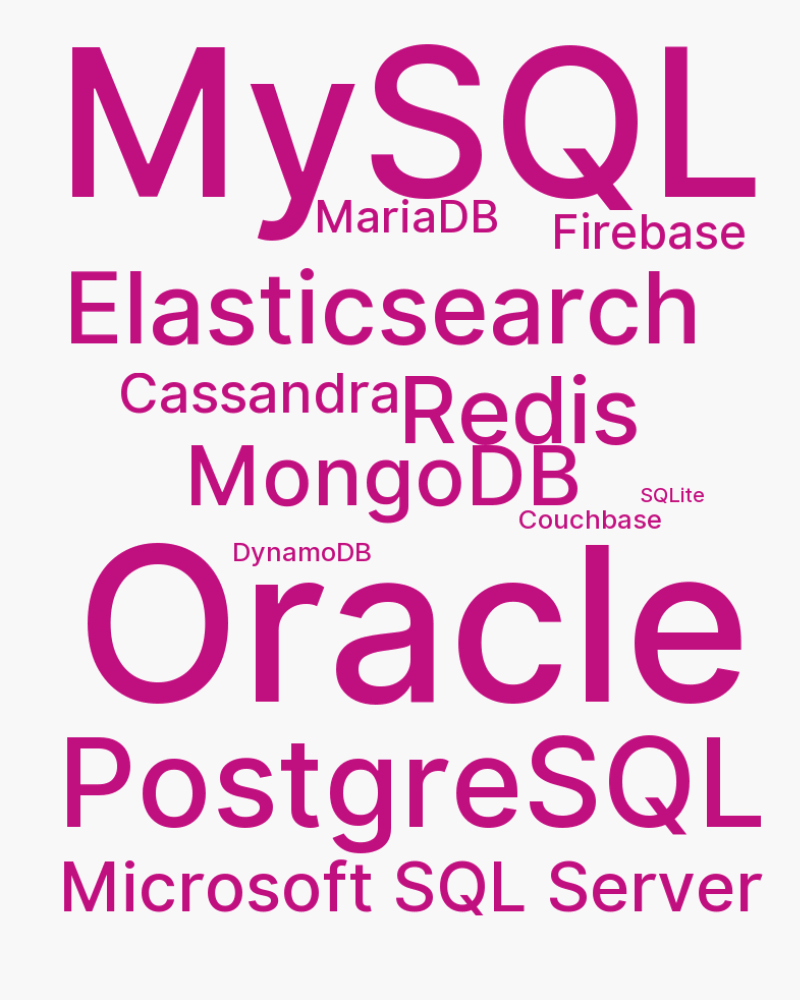 MySQL
MariaDB
Firebase
Elasticsearch
Cassandra
Redis
MongoDB
SQLite
Couchbase
DynamoDB
Oracle
PostgreSQL
Microsoft SQL Server